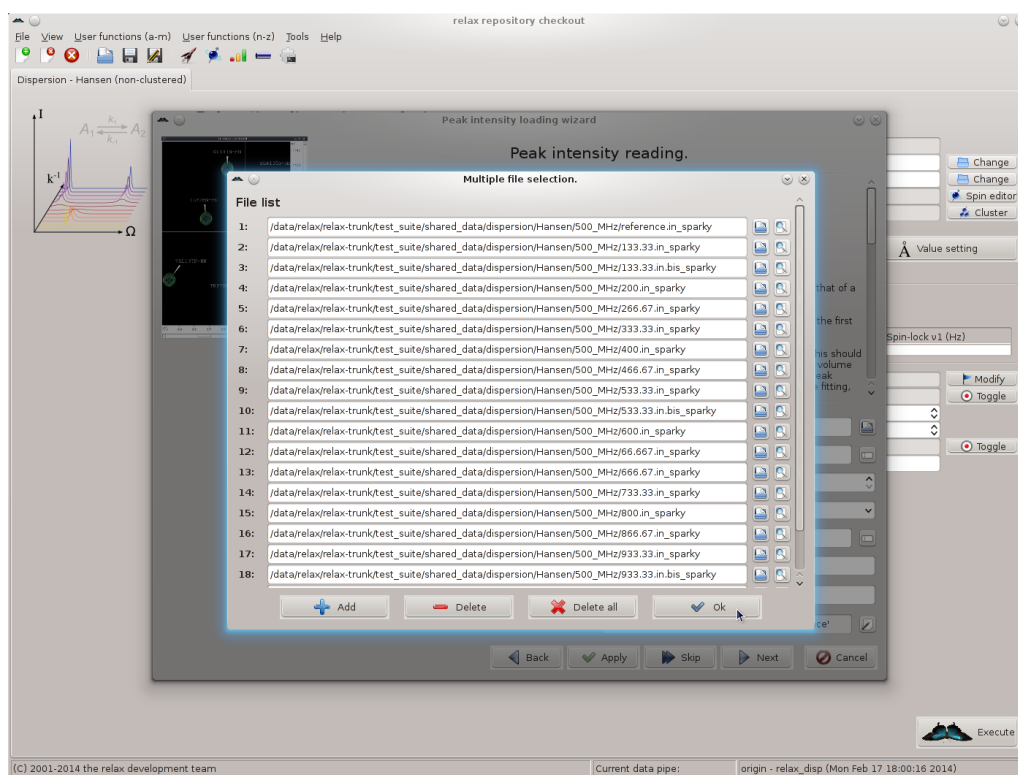 relax repository checkout
File View User functions (a-m) User functions (n-z) Tools Help
Dispersion - Hansen (non-clustered)
I
A1 k1 k-1 A2
k-1
Ω
Peak intensity loading wizard
Peak intensity reading.
Multiple file selection.
File list
1: /data/relax/relax-trunk/test_suite/shared_data/dispersion/Hansen/500_MHz/reference.in_sparky
2: /data/relax/relax-trunk/test_suite/shared_data/dispersion/Hansen/500_MHz/133.33.in_sparky
3: /data/relax/relax-trunk/test_suite/shared_data/dispersion/Hansen/500_MHz/133.33.in.bis_sparky
4: /data/relax/relax-trunk/test_suite/shared_data/dispersion/Hansen/500_MHz/200.in_sparky
5: /data/relax/relax-trunk/test_suite/shared_data/dispersion/Hansen/500_MHz/266.67.in_sparky
6: /data/relax/relax-trunk/test_suite/shared_data/dispersion/Hansen/500_MHz/333.33.in_sparky
7: /data/relax/relax-trunk/test_suite/shared_data/dispersion/Hansen/500_MHz/400.in_sparky
8: /data/relax/relax-trunk/test_suite/shared_data/dispersion/Hansen/500_MHz/466.67.in_sparky
9: /data/relax/relax-trunk/test_suite/shared_data/dispersion/Hansen/500_MHz/533.33.in_sparky
10: /data/relax/relax-trunk/test_suite/shared_data/dispersion/Hansen/500_MHz/533.33.in.bis_sparky
11: /data/relax/relax-trunk/test_suite/shared_data/dispersion/Hansen/500_MHz/600.in_sparky
12: /data/relax/relax-trunk/test_suite/shared_data/dispersion/Hansen/500_MHz/66.667.in_sparky
13: /data/relax/relax-trunk/test_suite/shared_data/dispersion/Hansen/500_MHz/666.67.in_sparky
14: /data/relax/relax-trunk/test_suite/shared_data/dispersion/Hansen/500_MHz/733.33.in_sparky
15: /data/relax/relax-trunk/test_suite/shared_data/dispersion/Hansen/500_MHz/800.in_sparky
16: /data/relax/relax-trunk/test_suite/shared_data/dispersion/Hansen/500_MHz/866.67.in_sparky
17: /data/relax/relax-trunk/test_suite/shared_data/dispersion/Hansen/500_MHz/933.33.in_sparky
18: /data/relax/relax-trunk/test_suite/shared_data/dispersion/Hansen/500_MHz/933.33.in.bis_sparky
Add Delete Delete all Ok
that of a
the first
his should
volume
eak
fitting,
ce'
Back Apply Skip Next Cancel
Change
Change
Spin editor
Cluster
Å Value setting
Spin-lock ν1 (Hz)
Modify
Toggle
Toggle
Execute
(C) 2001-2014 the relax development team Current data pipe: origin - relax_disp (Mon Feb 17 18:00:16 2014)